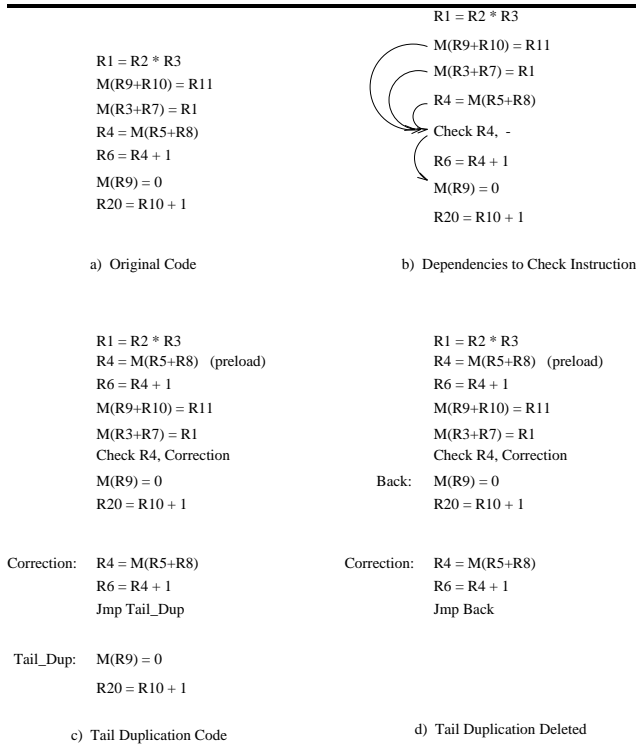 R1 = R2 * R3
M(R9+R10) = R11
M(R3+R7) = R1
R4 = M(R5+R8)
R6 = R4 + 1
M(R9) = 0
R20 = R10 + 1
a) Original Code
R1 = R2 * R3
M(R9+R10) = R11
M(R3+R7) = R1
R4 = M(R5+R8)
Check R4, -
R6 = R4 + 1
M(R9) = 0
R20 = R10 + 1
b) Dependencies to Check Instruction
R1 = R2 * R3
R4 = M(R5+R8) (preload)
R6 = R4 + 1
M(R9+R10) = R11
M(R3+R7) = R1
Check R4, Correction
M(R9) = 0
R20 = R10 + 1
Correction: R4 = M(R5+R8)
R6 = R4 + 1
Jmp Tail_Dup
Tail_Dup: M(R9) = 0
R20 = R10 + 1
c) Tail Duplication Code
R1 = R2 * R3
R4 = M(R5+R8) (preload)
R6 = R4 + 1
M(R9+R10) = R11
M(R3+R7) = R1
Check R4, Correction
Back: M(R9) = 0
R20 = R10 + 1
Correction: R4 = M(R5+R8)
R6 = R4 + 1
Jmp Back
d) Tail Duplication Deleted